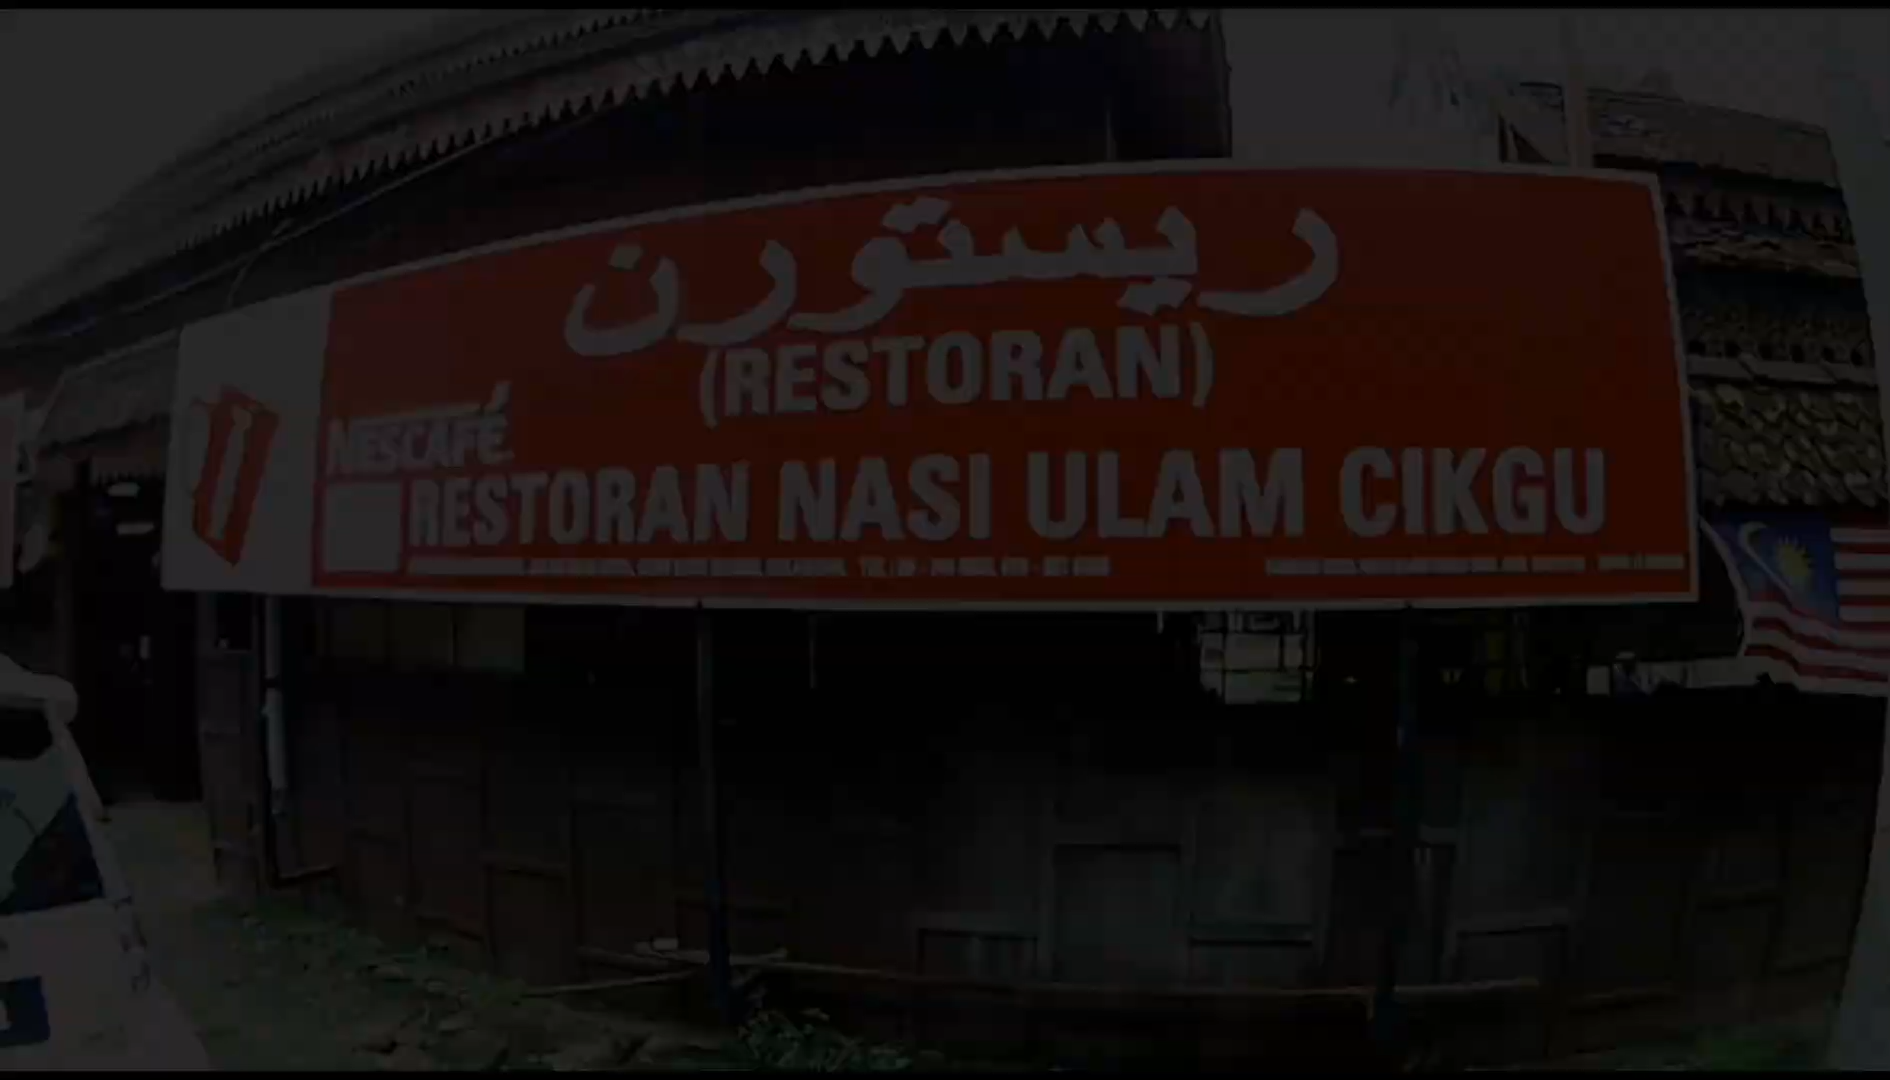 ريستورن
(RESTORAN)
NESCAFÉ.
RESTORAN NASI ULAM CIKGU